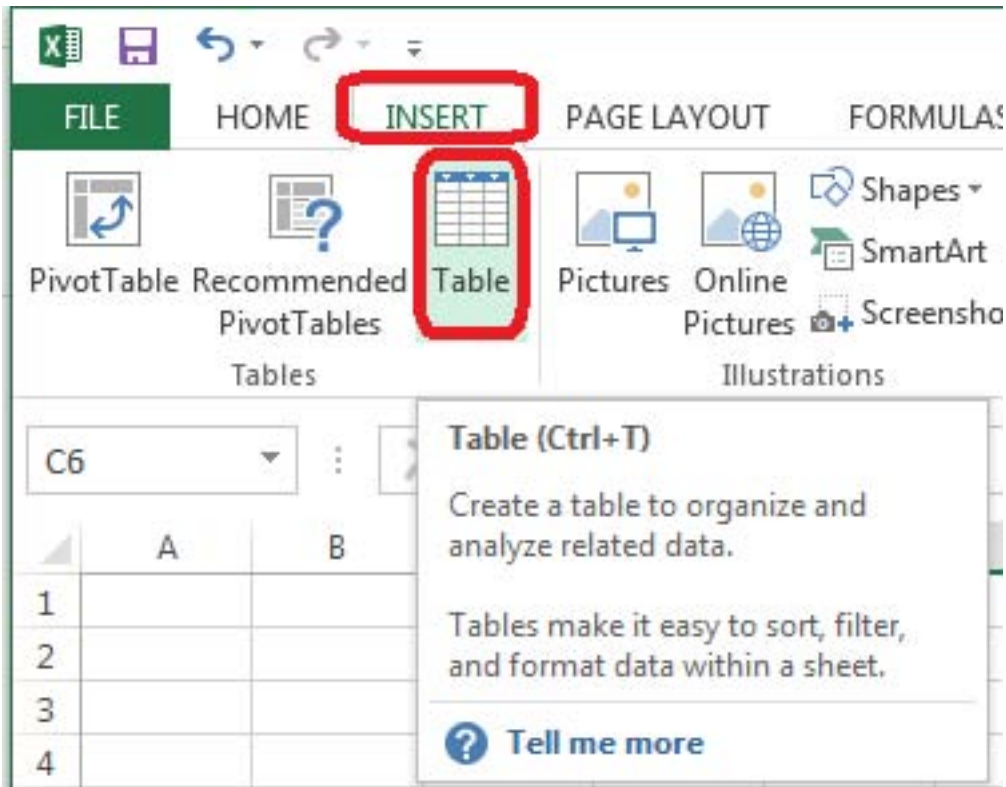 FILE HOME INSERT PAGE LAYOUT FORMULAS
PivotTable Recommended PivotTables Table Pictures Online Pictures
Shapes
SmartArt
Tables Illustrations
C6
Table (Ctrl+T)
Create a table to organize and
analyze related data.
Tables make it easy to sort, filter,
and format data within a sheet.
Tell me more
A B
1
2
3
4